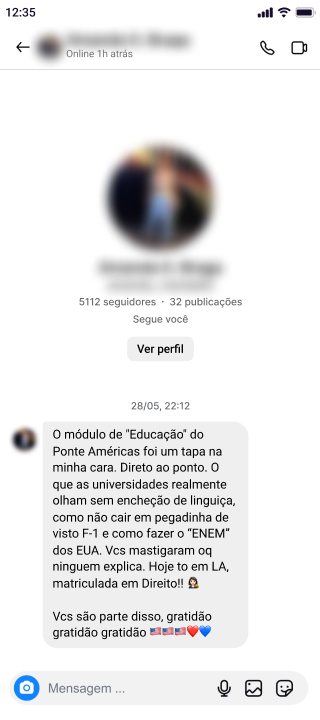 12:35
Online 1h atrás
5112 seguidores · 32 publicações
Segue você
Ver perfil
28/05, 22:12
O módulo de "Educação" do
Ponte Américas foi um tapa na
minha cara. Direto ao ponto. O
que as universidades realmente
olham sem encheção de linguiça,
como não cair em pegadinha de
visto F-1 e como fazer o “ENEM”
dos EUA. Vcs mastigaram oq
ninguem explica. Hoje to em LA,
matriculada em Direito!! 👩🏻‍⚖️
Vcs são parte disso, gratidão
gratidão gratidão 🇺🇸🇺🇸🇺🇸❤️💙
Mensagem ...